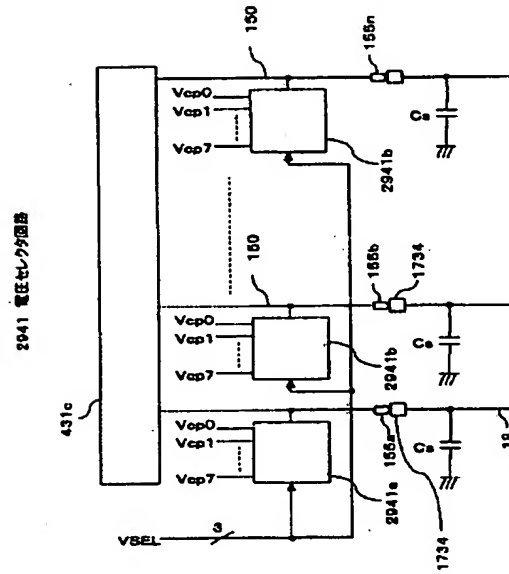 2941 電圧セレクタ回路
431c
150
155n
Vcp0
Vcp1
Vcp7
Cs
2941b
150
155b
1734
Vcp0
Vcp1
Vcp7
Cs
2941b
Vcp0
Vcp1
Vcp7
155a
Cs
18
2941a
1734
VSEL
3